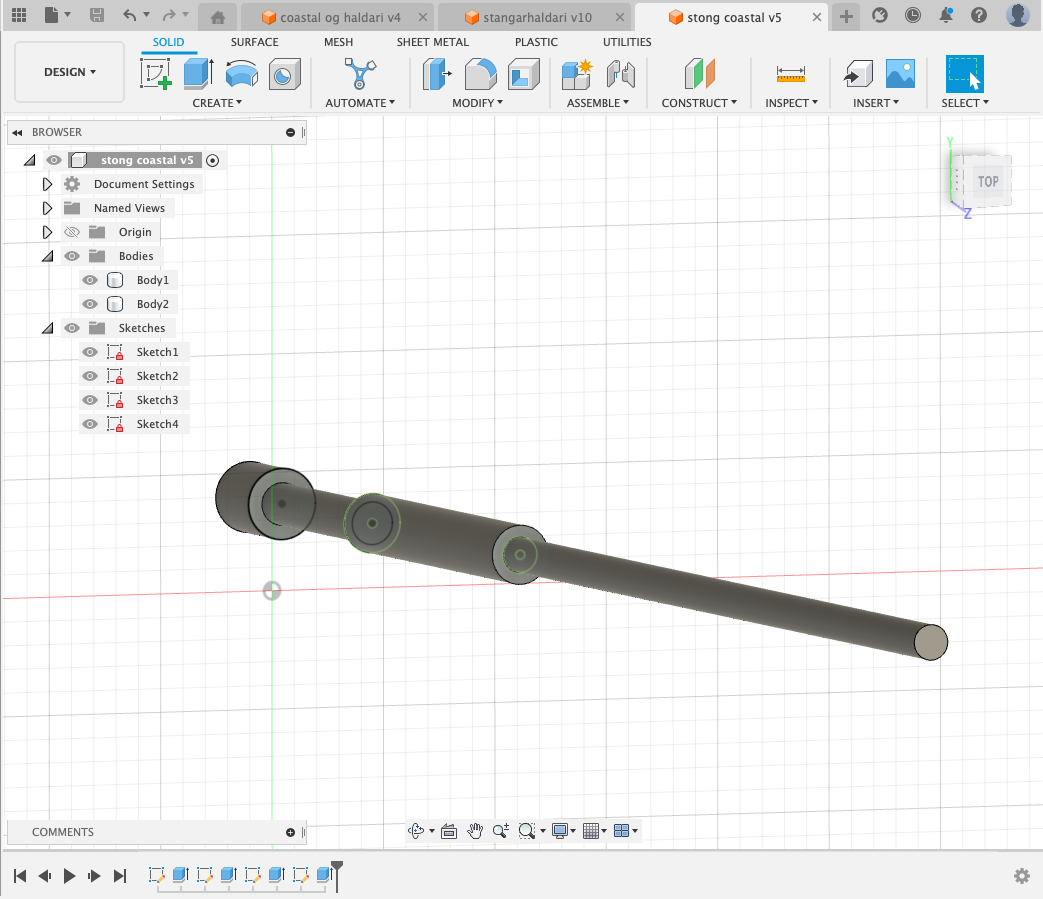 coastal og haldari v4
stangarhaldari v10
stong coastal v5
SOLID SURFACE MESH SHEET METAL PLASTIC UTILITIES
DESIGN
CREATE AUTOMATE MODIFY ASSEMBLE CONSTRUCT INSPECT INSERT SELECT
BROWSER
stong coastal v5
Document Settings
Named Views
Origin
Bodies
Body1
Body2
Sketches
Sketch1
Sketch2
Sketch3
Sketch4
Y
TOP
Z
COMMENTS